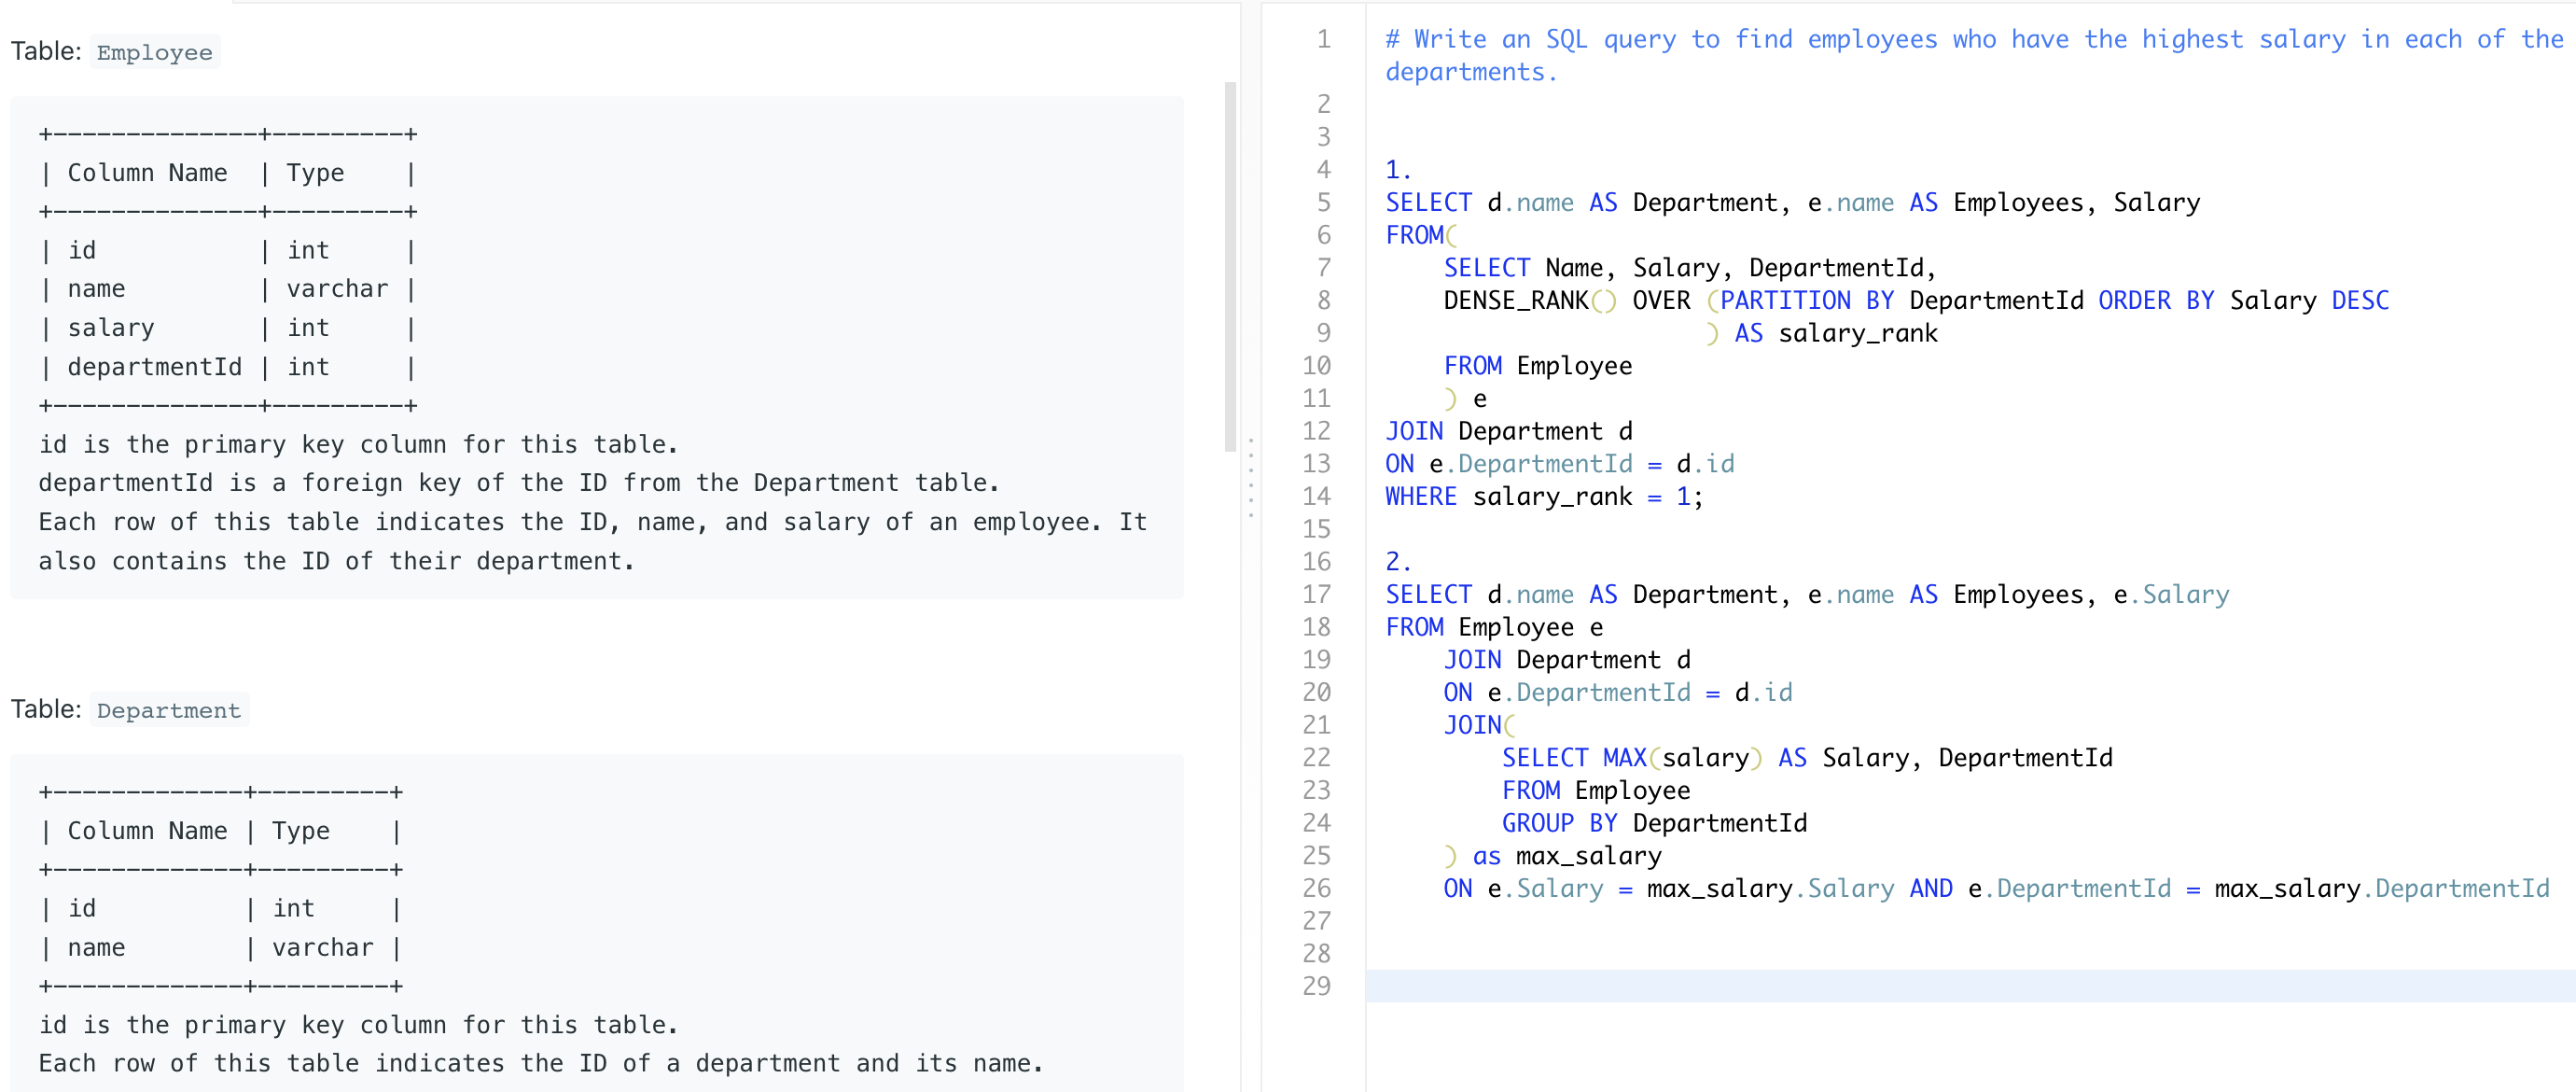 Table: Employee
+--------------+---------+
| Column Name  | Type    |
+--------------+---------+
| id           | int     |
| name         | varchar |
| salary       | int     |
| departmentId | int     |
+--------------+---------+
id is the primary key column for this table.
departmentId is a foreign key of the ID from the Department table.
Each row of this table indicates the ID, name, and salary of an employee. It
also contains the ID of their department.
Table: Department
+-------------+---------+
| Column Name | Type    |
+-------------+---------+
| id          | int     |
| name        | varchar |
+-------------+---------+
id is the primary key column for this table.
Each row of this table indicates the ID of a department and its name.
1 # Write an SQL query to find employees who have the highest salary in each of the
departments.
2
3
4 1.
5 SELECT d.name AS Department, e.name AS Employees, Salary
6 FROM(
7     SELECT Name, Salary, DepartmentId,
8     DENSE_RANK() OVER (PARTITION BY DepartmentId ORDER BY Salary DESC
9                       ) AS salary_rank
10     FROM Employee
11     ) e
12 JOIN Department d
13 ON e.DepartmentId = d.id
14 WHERE salary_rank = 1;
15
16 2.
17 SELECT d.name AS Department, e.name AS Employees, e.Salary
18 FROM Employee e
19     JOIN Department d
20     ON e.DepartmentId = d.id
21     JOIN(
22         SELECT MAX(salary) AS Salary, DepartmentId
23         FROM Employee
24         GROUP BY DepartmentId
25     ) as max_salary
26     ON e.Salary = max_salary.Salary AND e.DepartmentId = max_salary.DepartmentId
27
28
29